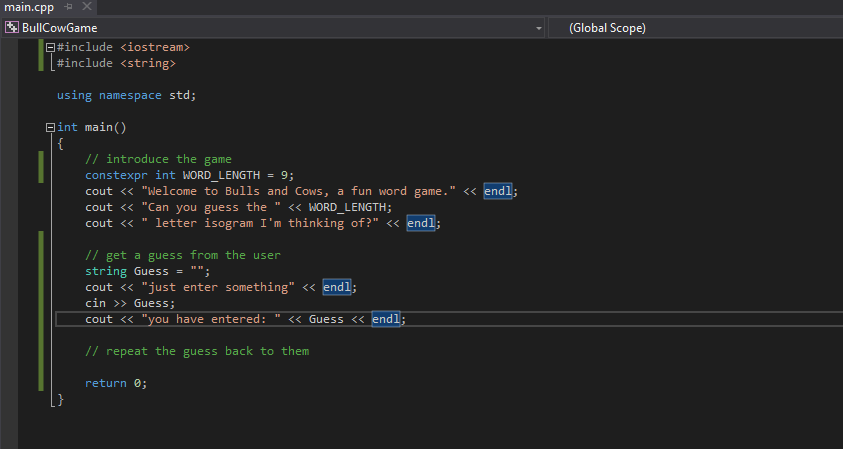 main.cpp
BullCowGame (Global Scope)
#include <iostream>
#include <string>
using namespace std;
int main()
{
// introduce the game
constexpr int WORD_LENGTH = 9;
cout << "Welcome to Bulls and Cows, a fun word game." << endl;
cout << "Can you guess the " << WORD_LENGTH;
cout << " letter isogram I'm thinking of?" << endl;
// get a guess from the user
string Guess = "";
cout << "just enter something" << endl;
cin >> Guess;
cout << "you have entered: " << Guess << endl;
// repeat the guess back to them
return 0;
}